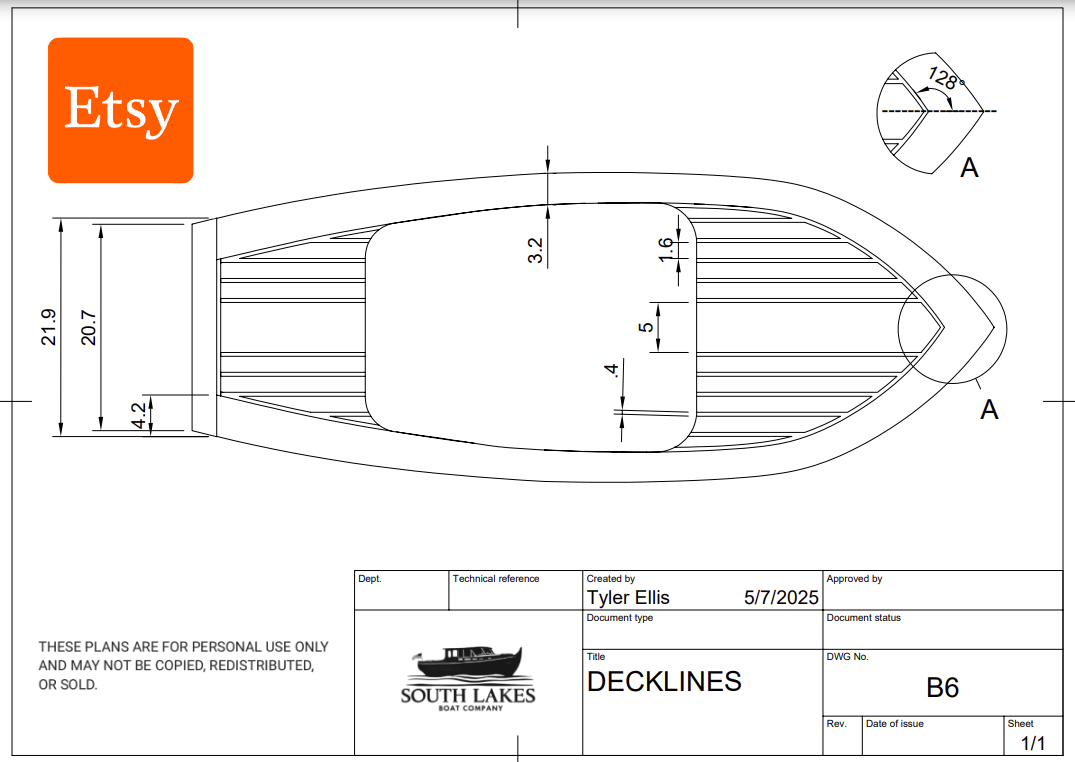 Etsy
128°
A
3.2
1.6
21.9
20.7
5
.4
4.2
A
Dept.
Technical reference
Created by
Tyler Ellis 5/7/2025
Approved by
Document type
Document status
THESE PLANS ARE FOR PERSONAL USE ONLY
AND MAY NOT BE COPIED, REDISTRIBUTED,
OR SOLD.
SOUTH LAKES
BOAT COMPANY
Title
DECKLINES
DWG No.
B6
Rev.
Date of issue
Sheet
1/1